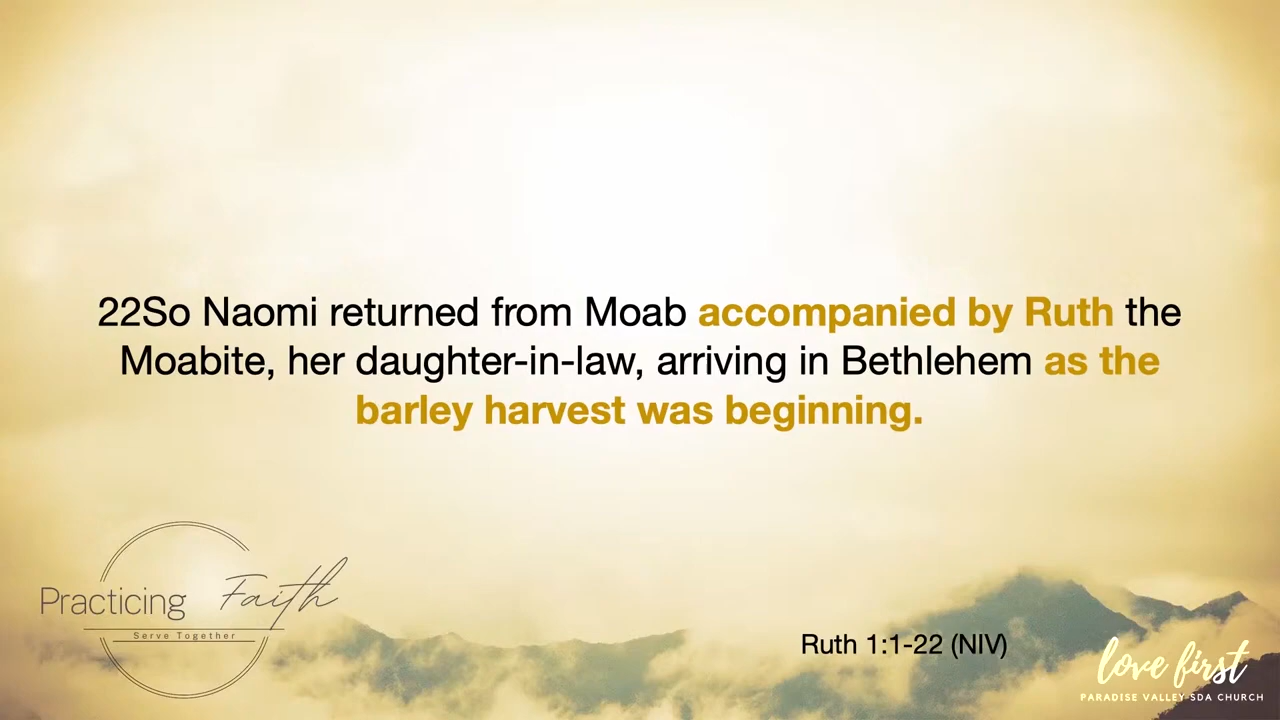 22So Naomi returned from Moab accompanied by Ruth the
Moabite, her daughter-in-law, arriving in Bethlehem as the
barley harvest was beginning.
Practicing Faith
Serve Together
Ruth 1:1-22 (NIV)
love first
PARADISE VALLEY SDA CHURCH